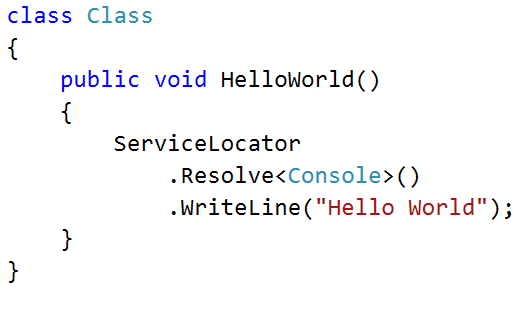 class Class
{
    public void HelloWorld()
    {
        ServiceLocator
            .Resolve<Console>()
            .WriteLine("Hello World");
    }
}